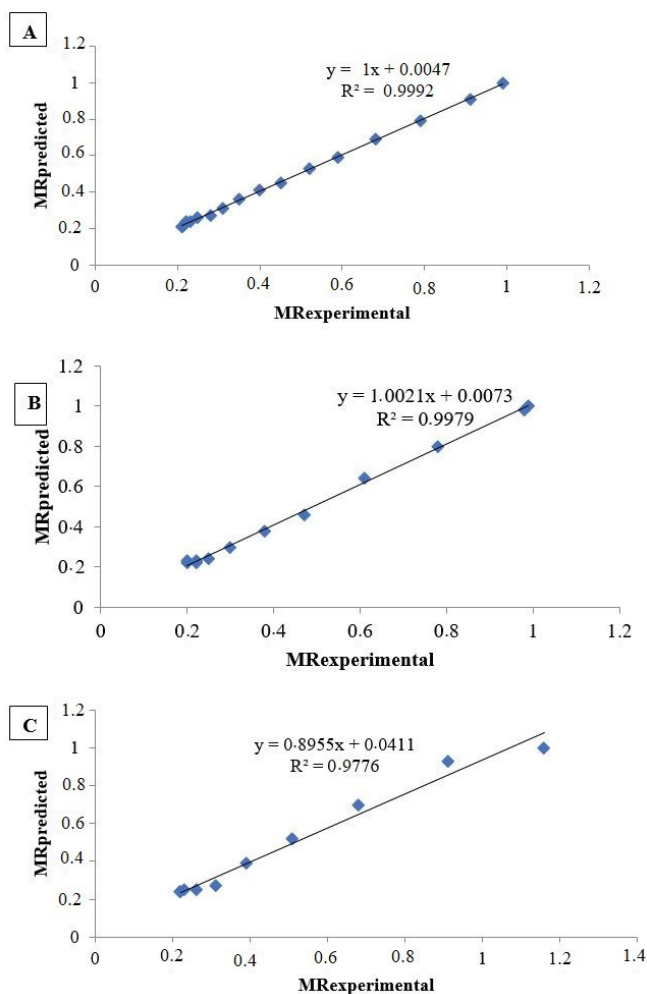 A
1.2
1
0.8
0.6
0.4
0.2
0
MRpredicted
y = 1x + 0.0047
R² = 0.9992
0 0.2 0.4 0.6 0.8 1 1.2
MRexperimental
B
1.2
1
0.8
0.6
0.4
0.2
0
MRpredicted
y = 1.0021x + 0.0073
R² = 0.9979
0 0.2 0.4 0.6 0.8 1 1.2
MRexperimental
C
1.2
1
0.8
0.6
0.4
0.2
0
MRpredicted
y = 0.8955x + 0.0411
R² = 0.9776
0 0.2 0.4 0.6 0.8 1 1.2 1.4
MRexperimental